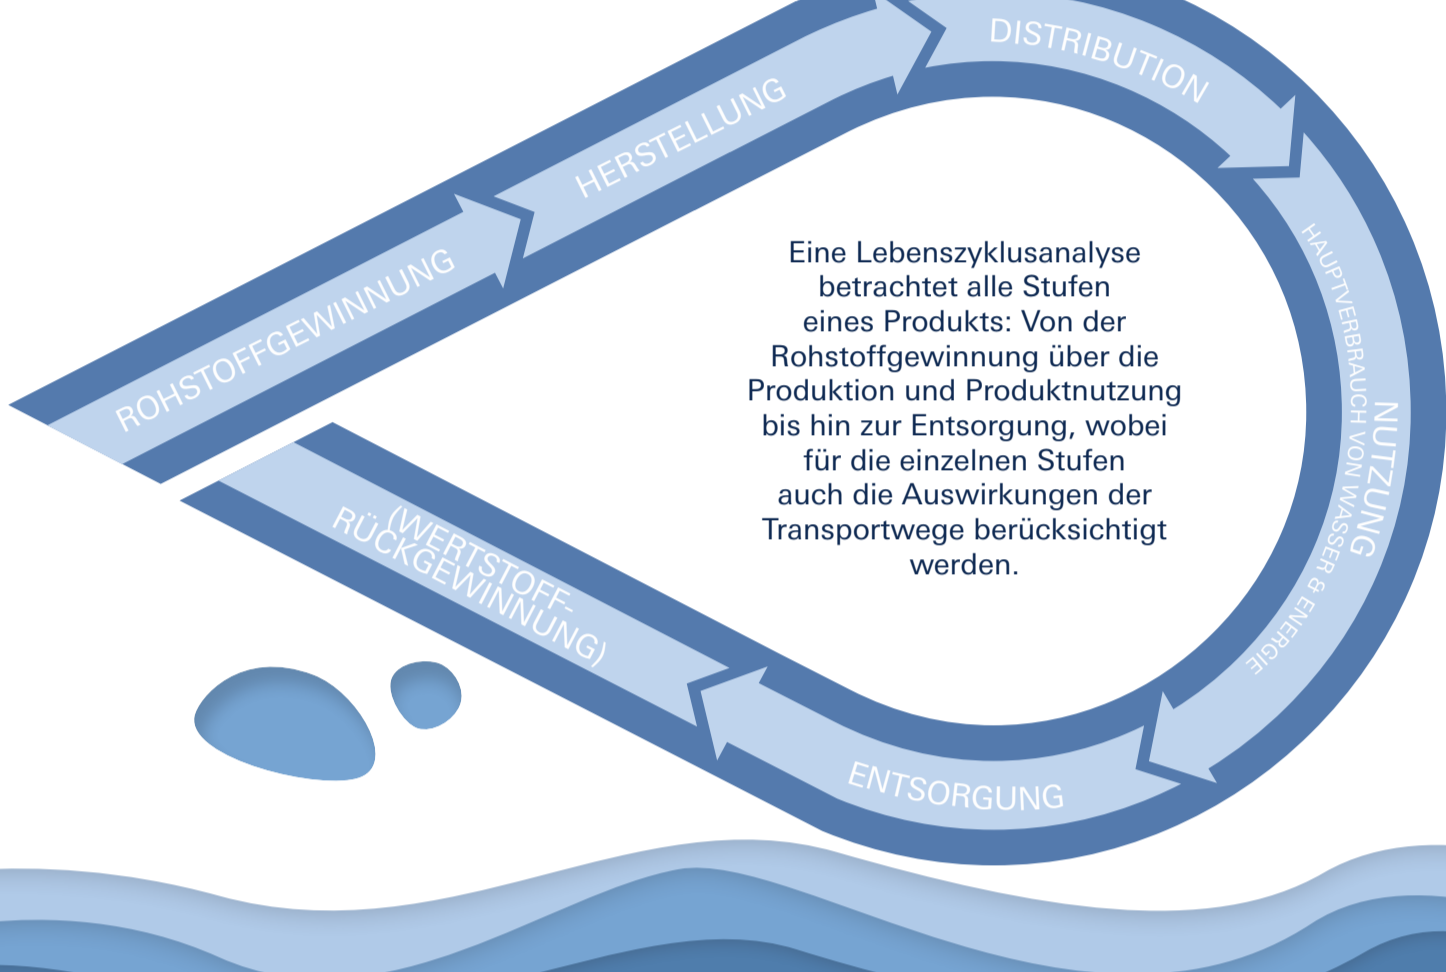 ROHSTOFFGEWINNUNG
HERSTELLUNG
DISTRIBUTION
NUTZUNG
HAUPTVERBRAUCH VON WASSER & ENERGIE
ENTSORGUNG
(WERTSTOFF-
RÜCKGEWINNUNG)
Eine Lebenszyklusanalyse
betrachtet alle Stufen
eines Produkts: Von der
Rohstoffgewinnung über die
Produktion und Produktnutzung
bis hin zur Entsorgung, wobei
für die einzelnen Stufen
auch die Auswirkungen der
Transportwege berücksichtigt
werden.